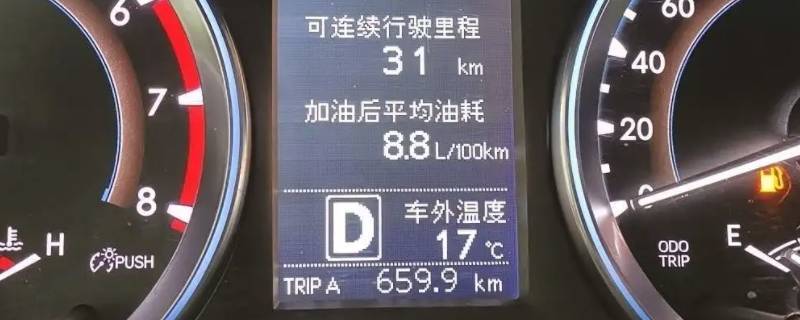 可连续行驶里程
31 km
加油后平均油耗
8.8 L/100km
D
车外温度
17 ℃
TRIP A 659.9 km
6
7
8
H
PUSH
60
40
20
0
ODO
TRIP
E